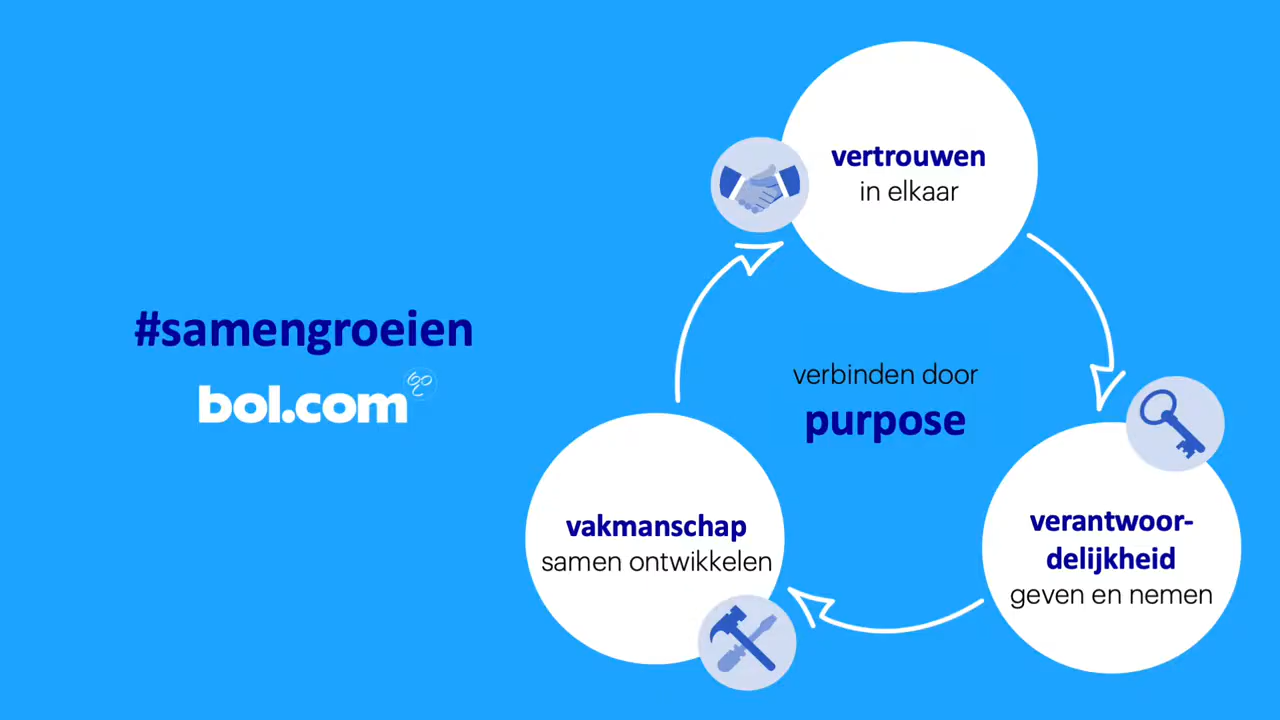 #samengroeien
bol.com
vertrouwen
in elkaar
verbinden door
purpose
verantwoor-
delijkheid
geven en nemen
vakmanschap
samen ontwikkelen